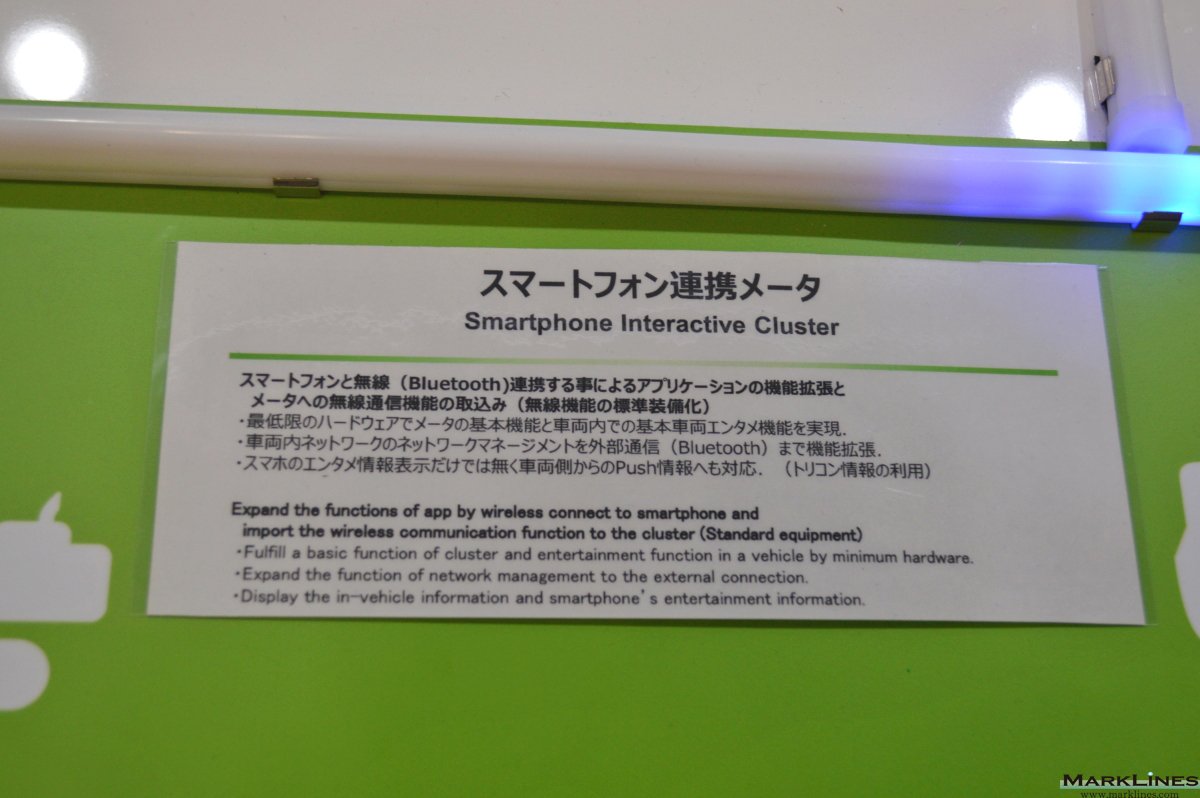 スマートフォン連携メータ
Smartphone Interactive Cluster
スマートフォンと無線（Bluetooth)連携する事によるアプリケーションの機能拡張と
メータへの無線通信機能の取込み（無線機能の標準装備化）
・最低限のハードウェアでメータの基本機能と車両内での基本車両エンタメ機能を実現.
・車両内ネットワークのネットワークマネージメントを外部通信（Bluetooth）まで機能拡張.
・スマホのエンタメ情報表示だけでは無く車両側からのPush情報へも対応.　（トリコン情報の利用）
Expand the functions of app by wireless connect to smartphone and
import the wireless communication function to the cluster (Standard equipment)
・Fulfill a basic function of cluster and entertainment function in a vehicle by minimum hardware.
・Expand the function of network management to the external connection.
・Display the in-vehicle information and smartphone's entertainment information.
MARKLINES
www.marklines.com